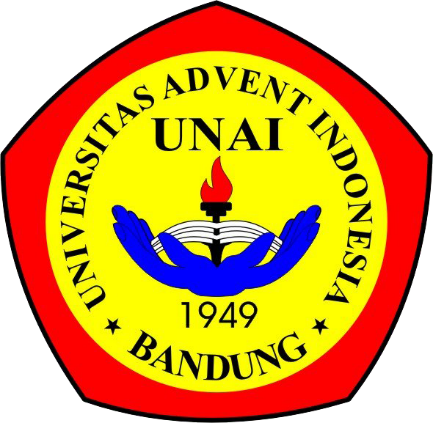 UNIVERSITAS ADVENT INDONESIA
UNAI
1949
★ BANDUNG ★